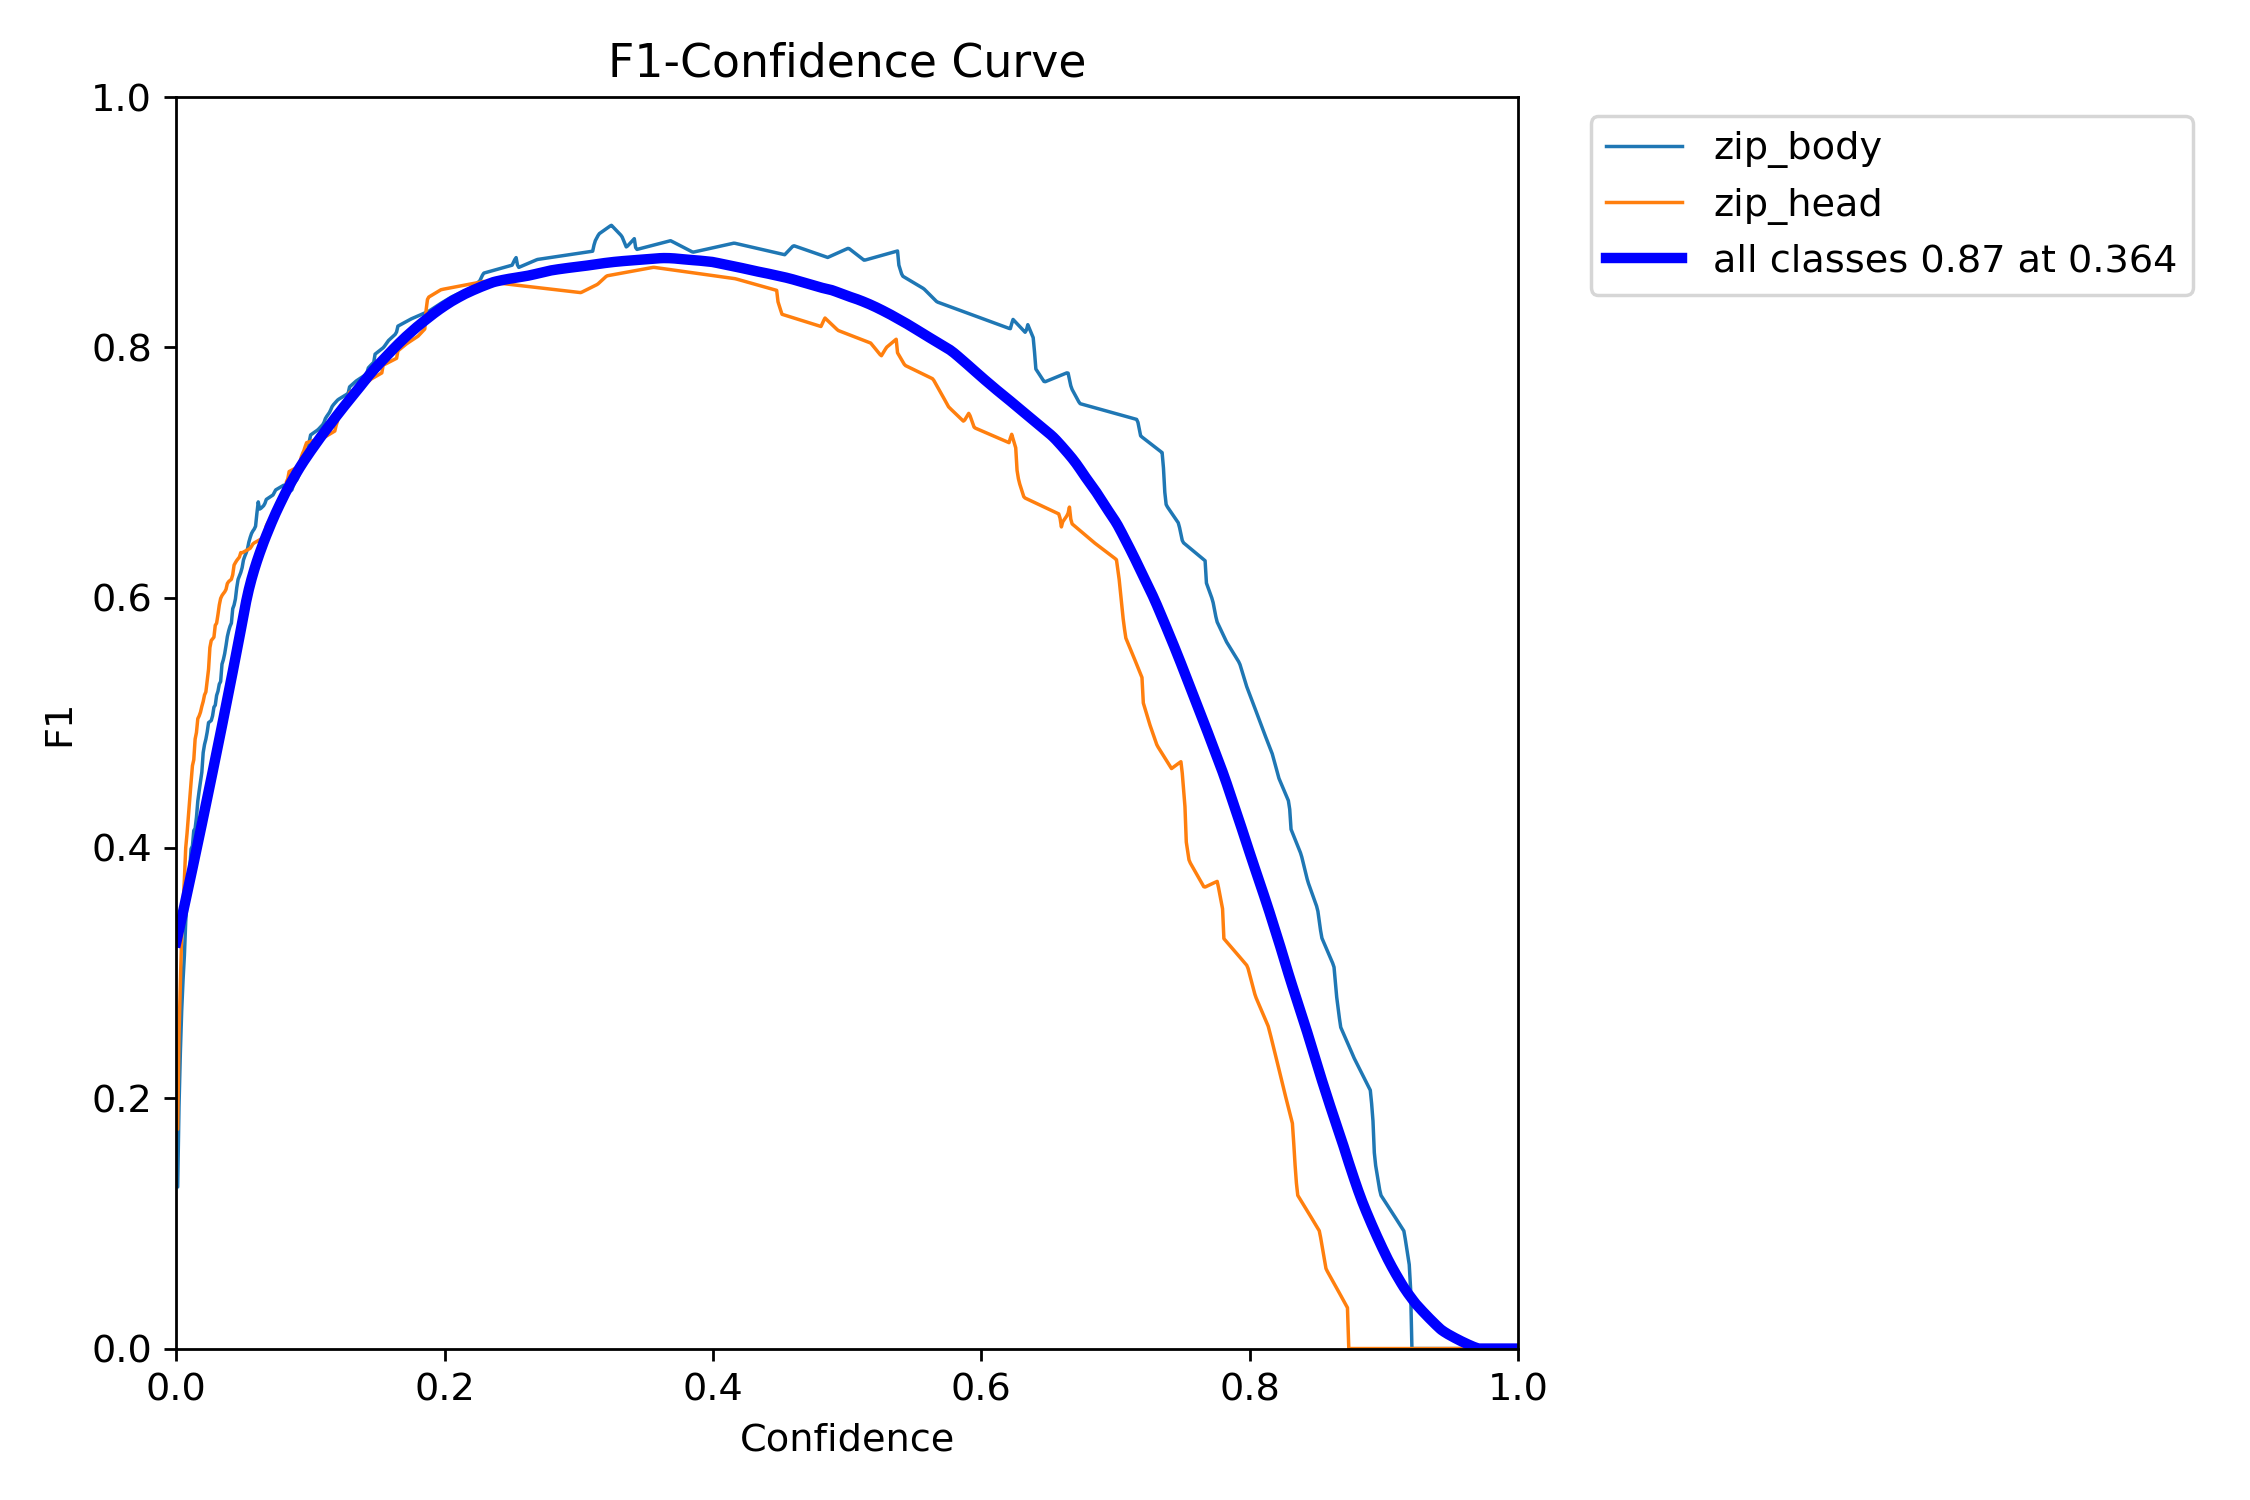 F1-Confidence Curve
1.0
0.8
0.6
0.4
0.2
0.0
F1
0.0 0.2 0.4 0.6 0.8 1.0
Confidence
zip_body
zip_head
all classes 0.87 at 0.364